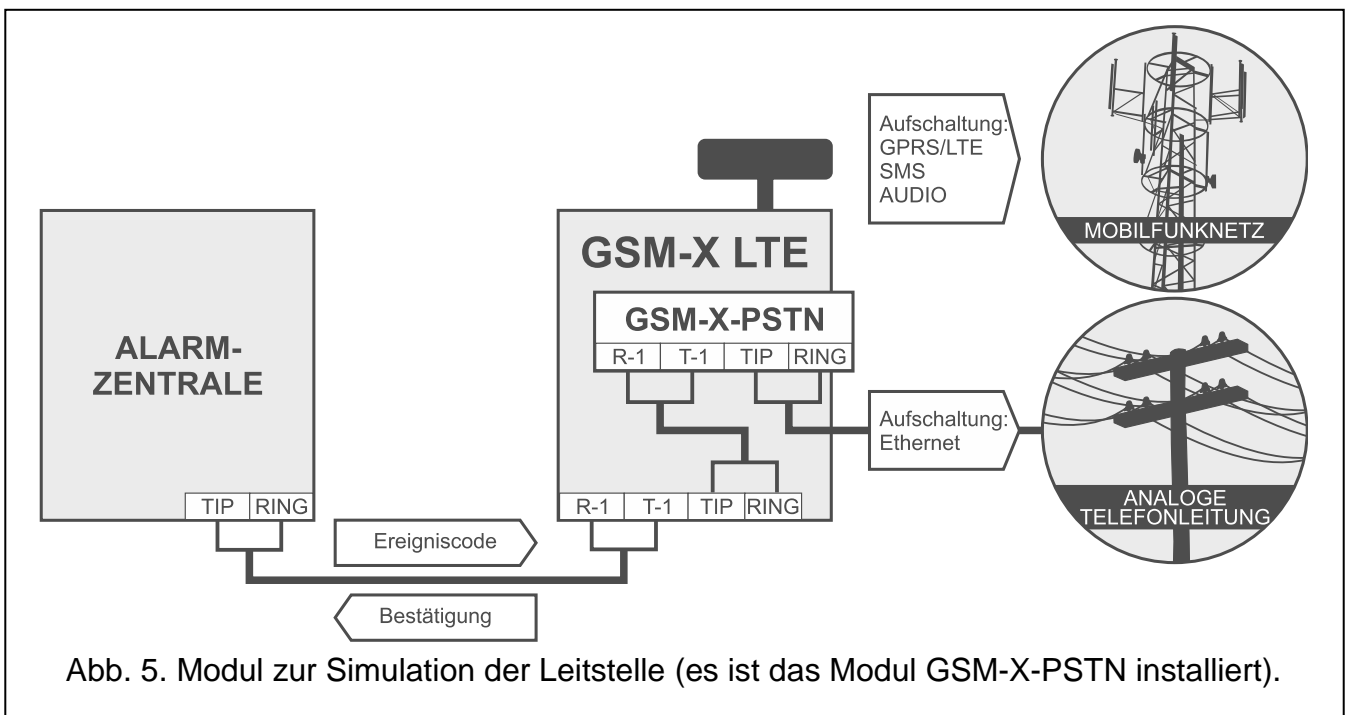 Aufschaltung:
GPRS/LTE
SMS
AUDIO
MOBILFUNKNETZ
GSM-X LTE
GSM-X-PSTN
R-1 T-1 TIP RING
ALARM-
ZENTRALE
Aufschaltung:
Ethernet
ANALOGE
TELEFONLEITUNG
TIP RING
R-1 T-1 TIP RING
Ereigniscode
Bestätigung
Abb. 5. Modul zur Simulation der Leitstelle (es ist das Modul GSM-X-PSTN installiert).